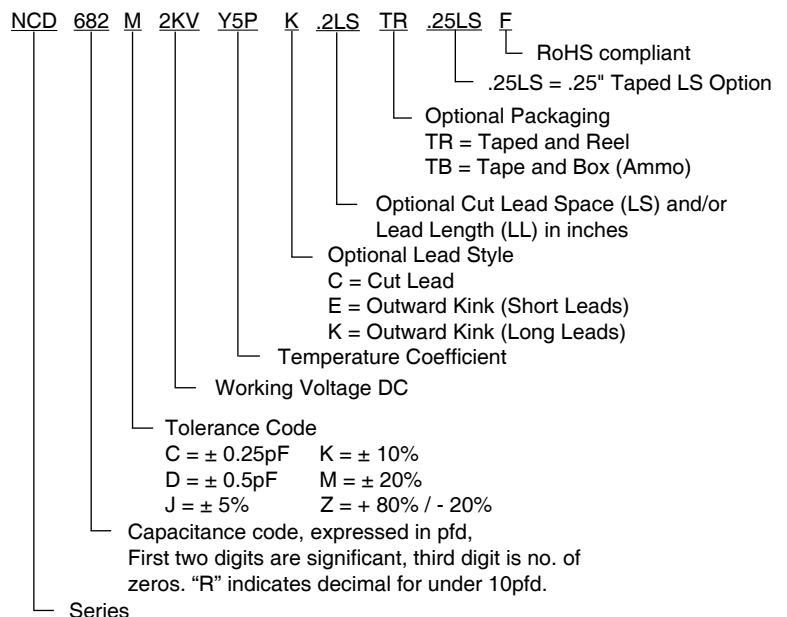 NCD 682 M 2KV Y5P K .2LS TR .25LS F
RoHS compliant
.25LS = .25" Taped LS Option
Optional Packaging
TR = Taped and Reel
TB = Tape and Box (Ammo)
Optional Cut Lead Space (LS) and/or
Lead Length (LL) in inches
Optional Lead Style
C = Cut Lead
E = Outward Kink (Short Leads)
K = Outward Kink (Long Leads)
Temperature Coefficient
Working Voltage DC
Tolerance Code
C = ± 0.25pF K = ± 10%
D = ± 0.5pF M = ± 20%
J = ± 5% Z = + 80% / - 20%
Capacitance code, expressed in pfd,
First two digits are significant, third digit is no. of
zeros. “R” indicates decimal for under 10pfd.
Series